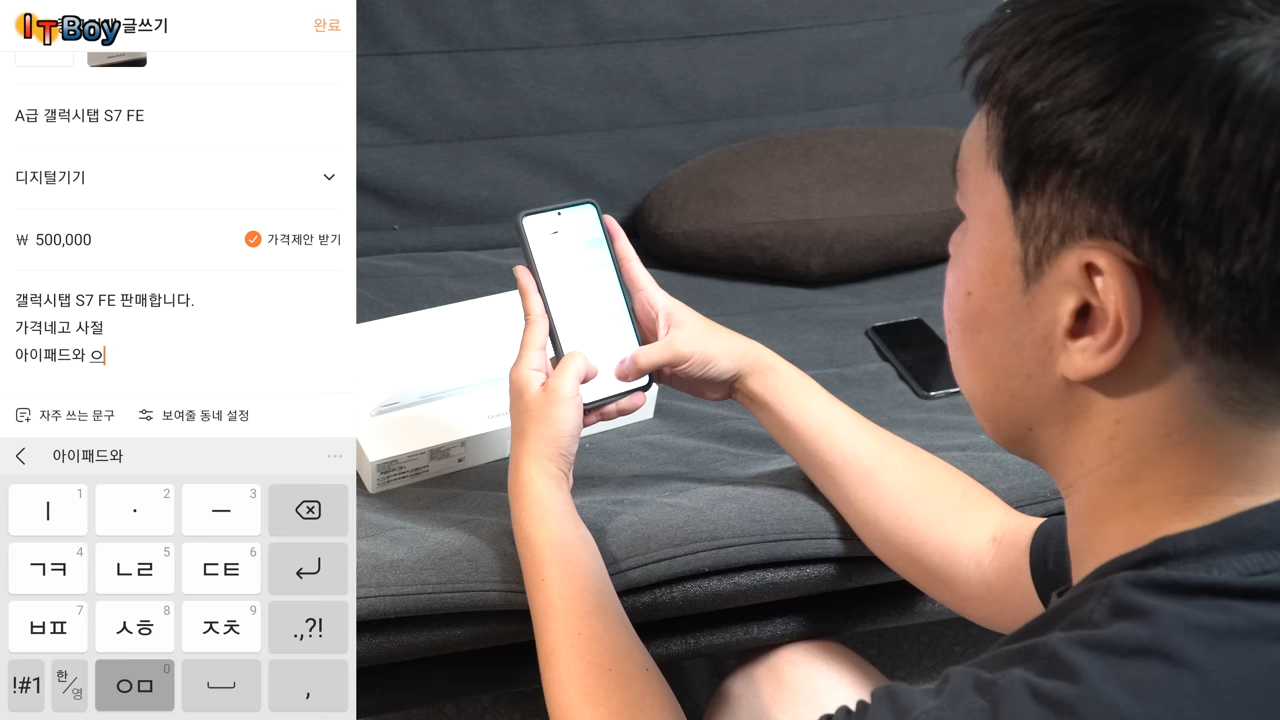 ITBoy
글쓰기
완료
A급 갤럭시탭 S7 FE
디지털기기
₩ 500,000
가격제안 받기
갤럭시탭 S7 FE 판매합니다.
가격네고 사절
아이패드와 으
자주 쓰는 문구
보여줄 동네 설정
아이패드와
ㅣ 1
· 2
ㅡ 3
ㄱㅋ 4
ㄴㄹ 5
ㄷㅌ 6
ㅂㅍ 7
ㅅㅎ 8
ㅈㅊ 9
.,?!
!#1
한/영
ㅇㅁ 0
,